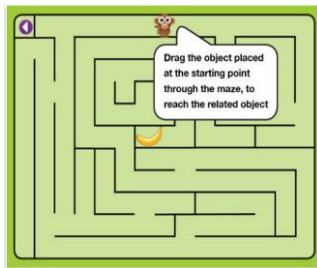 Drag the object placed
at the starting point
through the maze, to
reach the related object